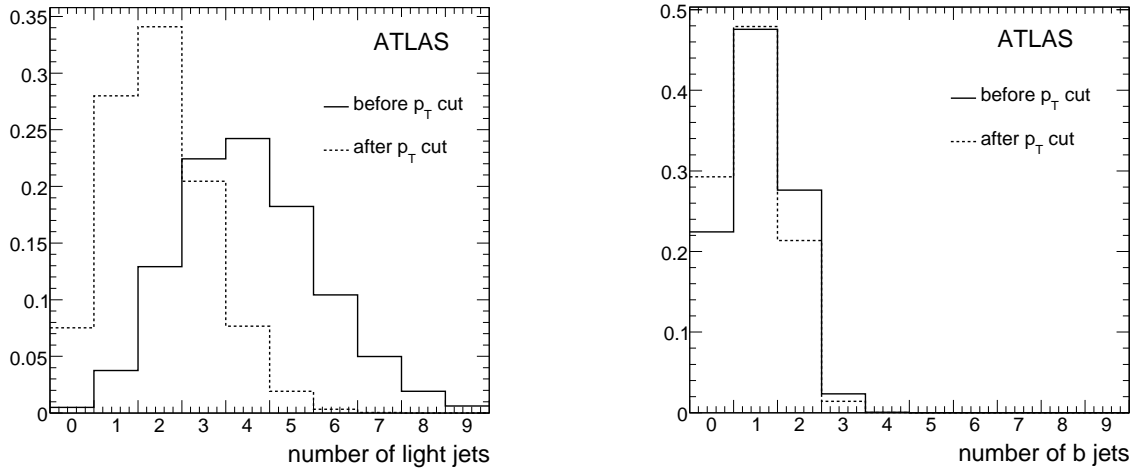 ATLAS
before p_T cut
after p_T cut
0.35
0.3
0.25
0.2
0.15
0.1
0.05
0
0 1 2 3 4 5 6 7 8 9
number of light jets
ATLAS
before p_T cut
after p_T cut
0.5
0.4
0.3
0.2
0.1
0
0 1 2 3 4 5 6 7 8 9
number of b jets